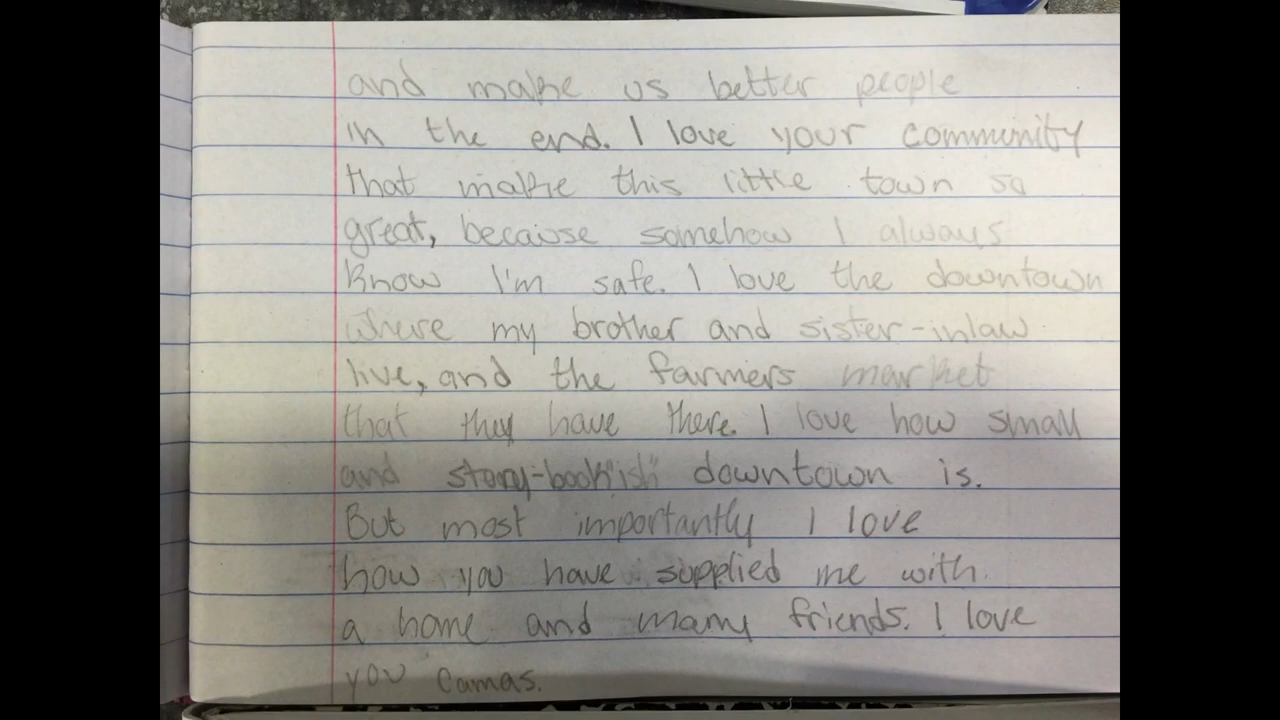 and make us better people
in the end. I love your community
that make this little town so
great, because somehow I always
know I'm safe. I love the downtown
where my brother and sister-inlaw
live, and the farmers market
that they have there. I love how small
and story-book"ish" downtown is.
But most importantly I love
how you have supplied me with
a home and many friends. I love
you Camas.